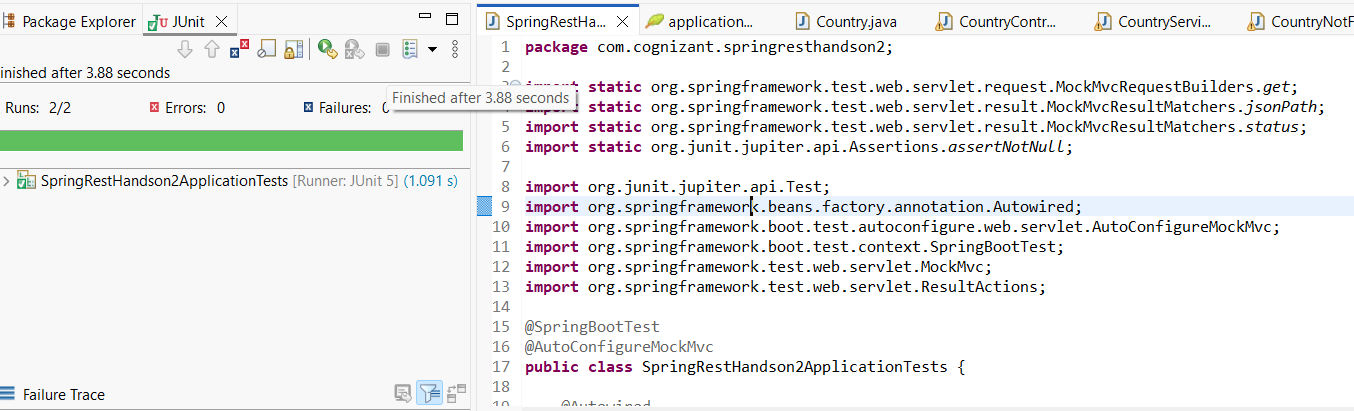 Package Explorer
JUnit
inished after 3.88 seconds
Runs: 2/2
Errors: 0
Failures: 0
Finished after 3.88 seconds
SpringRestHandson2ApplicationTests [Runner: JUnit 5] (1.091 s)
Failure Trace
SpringRestHa...
application...
Country.java
CountryContr...
CountryServi...
CountryNotF
1 package com.cognizant.springresthandson2;
2
3 import static org.springframework.test.web.servlet.request.MockMvcRequestBuilders.get;
import static org.springframework.test.web.servlet.result.MockMvcResultMatchers.jsonPath;
5 import static org.springframework.test.web.servlet.result.MockMvcResultMatchers.status;
6 import static org.junit.jupiter.api.Assertions.assertNotNull;
7
8 import org.junit.jupiter.api.Test;
9 import org.springframework.beans.factory.annotation.Autowired;
10 import org.springframework.boot.test.autoconfigure.web.servlet.AutoConfigureMockMvc;
11 import org.springframework.boot.test.context.SpringBootTest;
12 import org.springframework.test.web.servlet.MockMvc;
13 import org.springframework.test.web.servlet.ResultActions;
14
15 @SpringBootTest
16 @AutoConfigureMockMvc
17 public class SpringRestHandson2ApplicationTests {
18
19 @Autowired